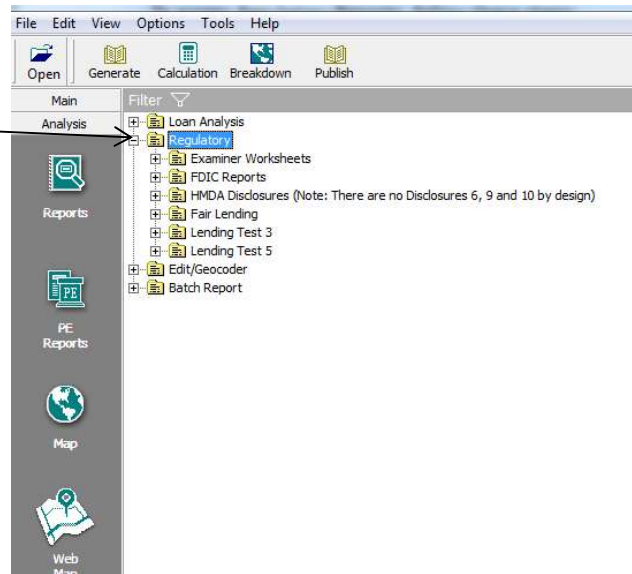 File Edit View Options Tools Help
Open Generate Calculation Breakdown Publish
Main
Analysis
Reports
PE
PE
Reports
Map
Web
Map
Filter
Loan Analysis
Regulatory
Examiner Worksheets
FDIC Reports
HMDA Disclosures (Note: There are no Disclosures 6, 9 and 10 by design)
Fair Lending
Lending Test 3
Lending Test 5
Edit/Geocoder
Batch Report